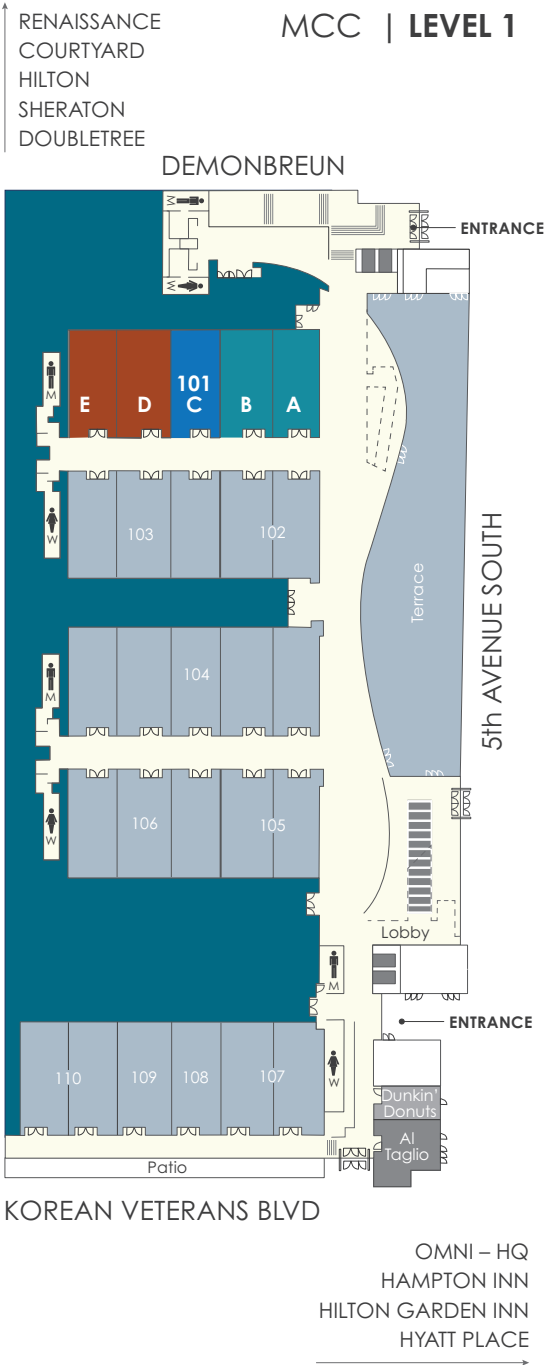 RENAISSANCE
COURTYARD
HILTON
SHERATON
DOUBLETREE
MCC | LEVEL 1
DEMONBREUN
M
ENTRANCE
W
101
E D C B A
M
103 102
W
Terrace
5th AVENUE SOUTH
104
M
106 105
W
Lobby
M
ENTRANCE
110 109 108 107
W
Dunkin'
Donuts
Al
Taglio
Patio
KOREAN VETERANS BLVD
OMNI – HQ
HAMPTON INN
HILTON GARDEN INN
HYATT PLACE